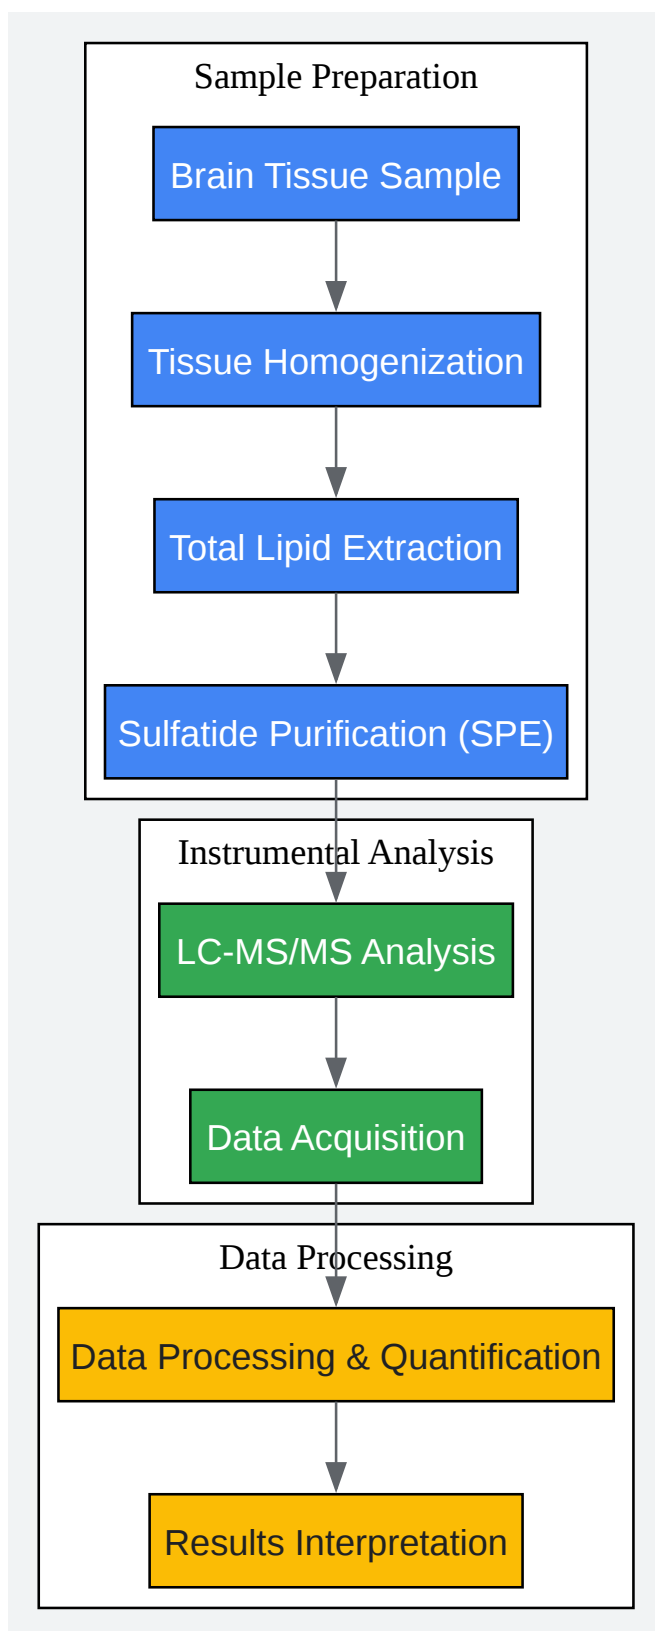 Sample Preparation
Brain Tissue Sample
Tissue Homogenization
Total Lipid Extraction
Sulfatide Purification (SPE)
Instrumental Analysis
LC-MS/MS Analysis
Data Acquisition
Data Processing
Data Processing & Quantification
Results Interpretation